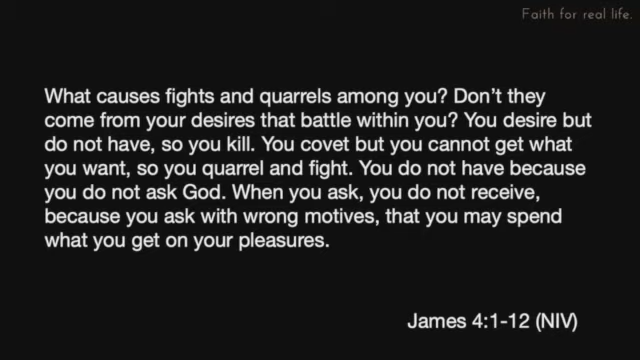 Faith for real life.
What causes fights and quarrels among you? Don't they
come from your desires that battle within you? You desire but
do not have, so you kill. You covet but you cannot get what
you want, so you quarrel and fight. You do not have because
you do not ask God. When you ask, you do not receive,
because you ask with wrong motives, that you may spend
what you get on your pleasures.
James 4:1-12 (NIV)